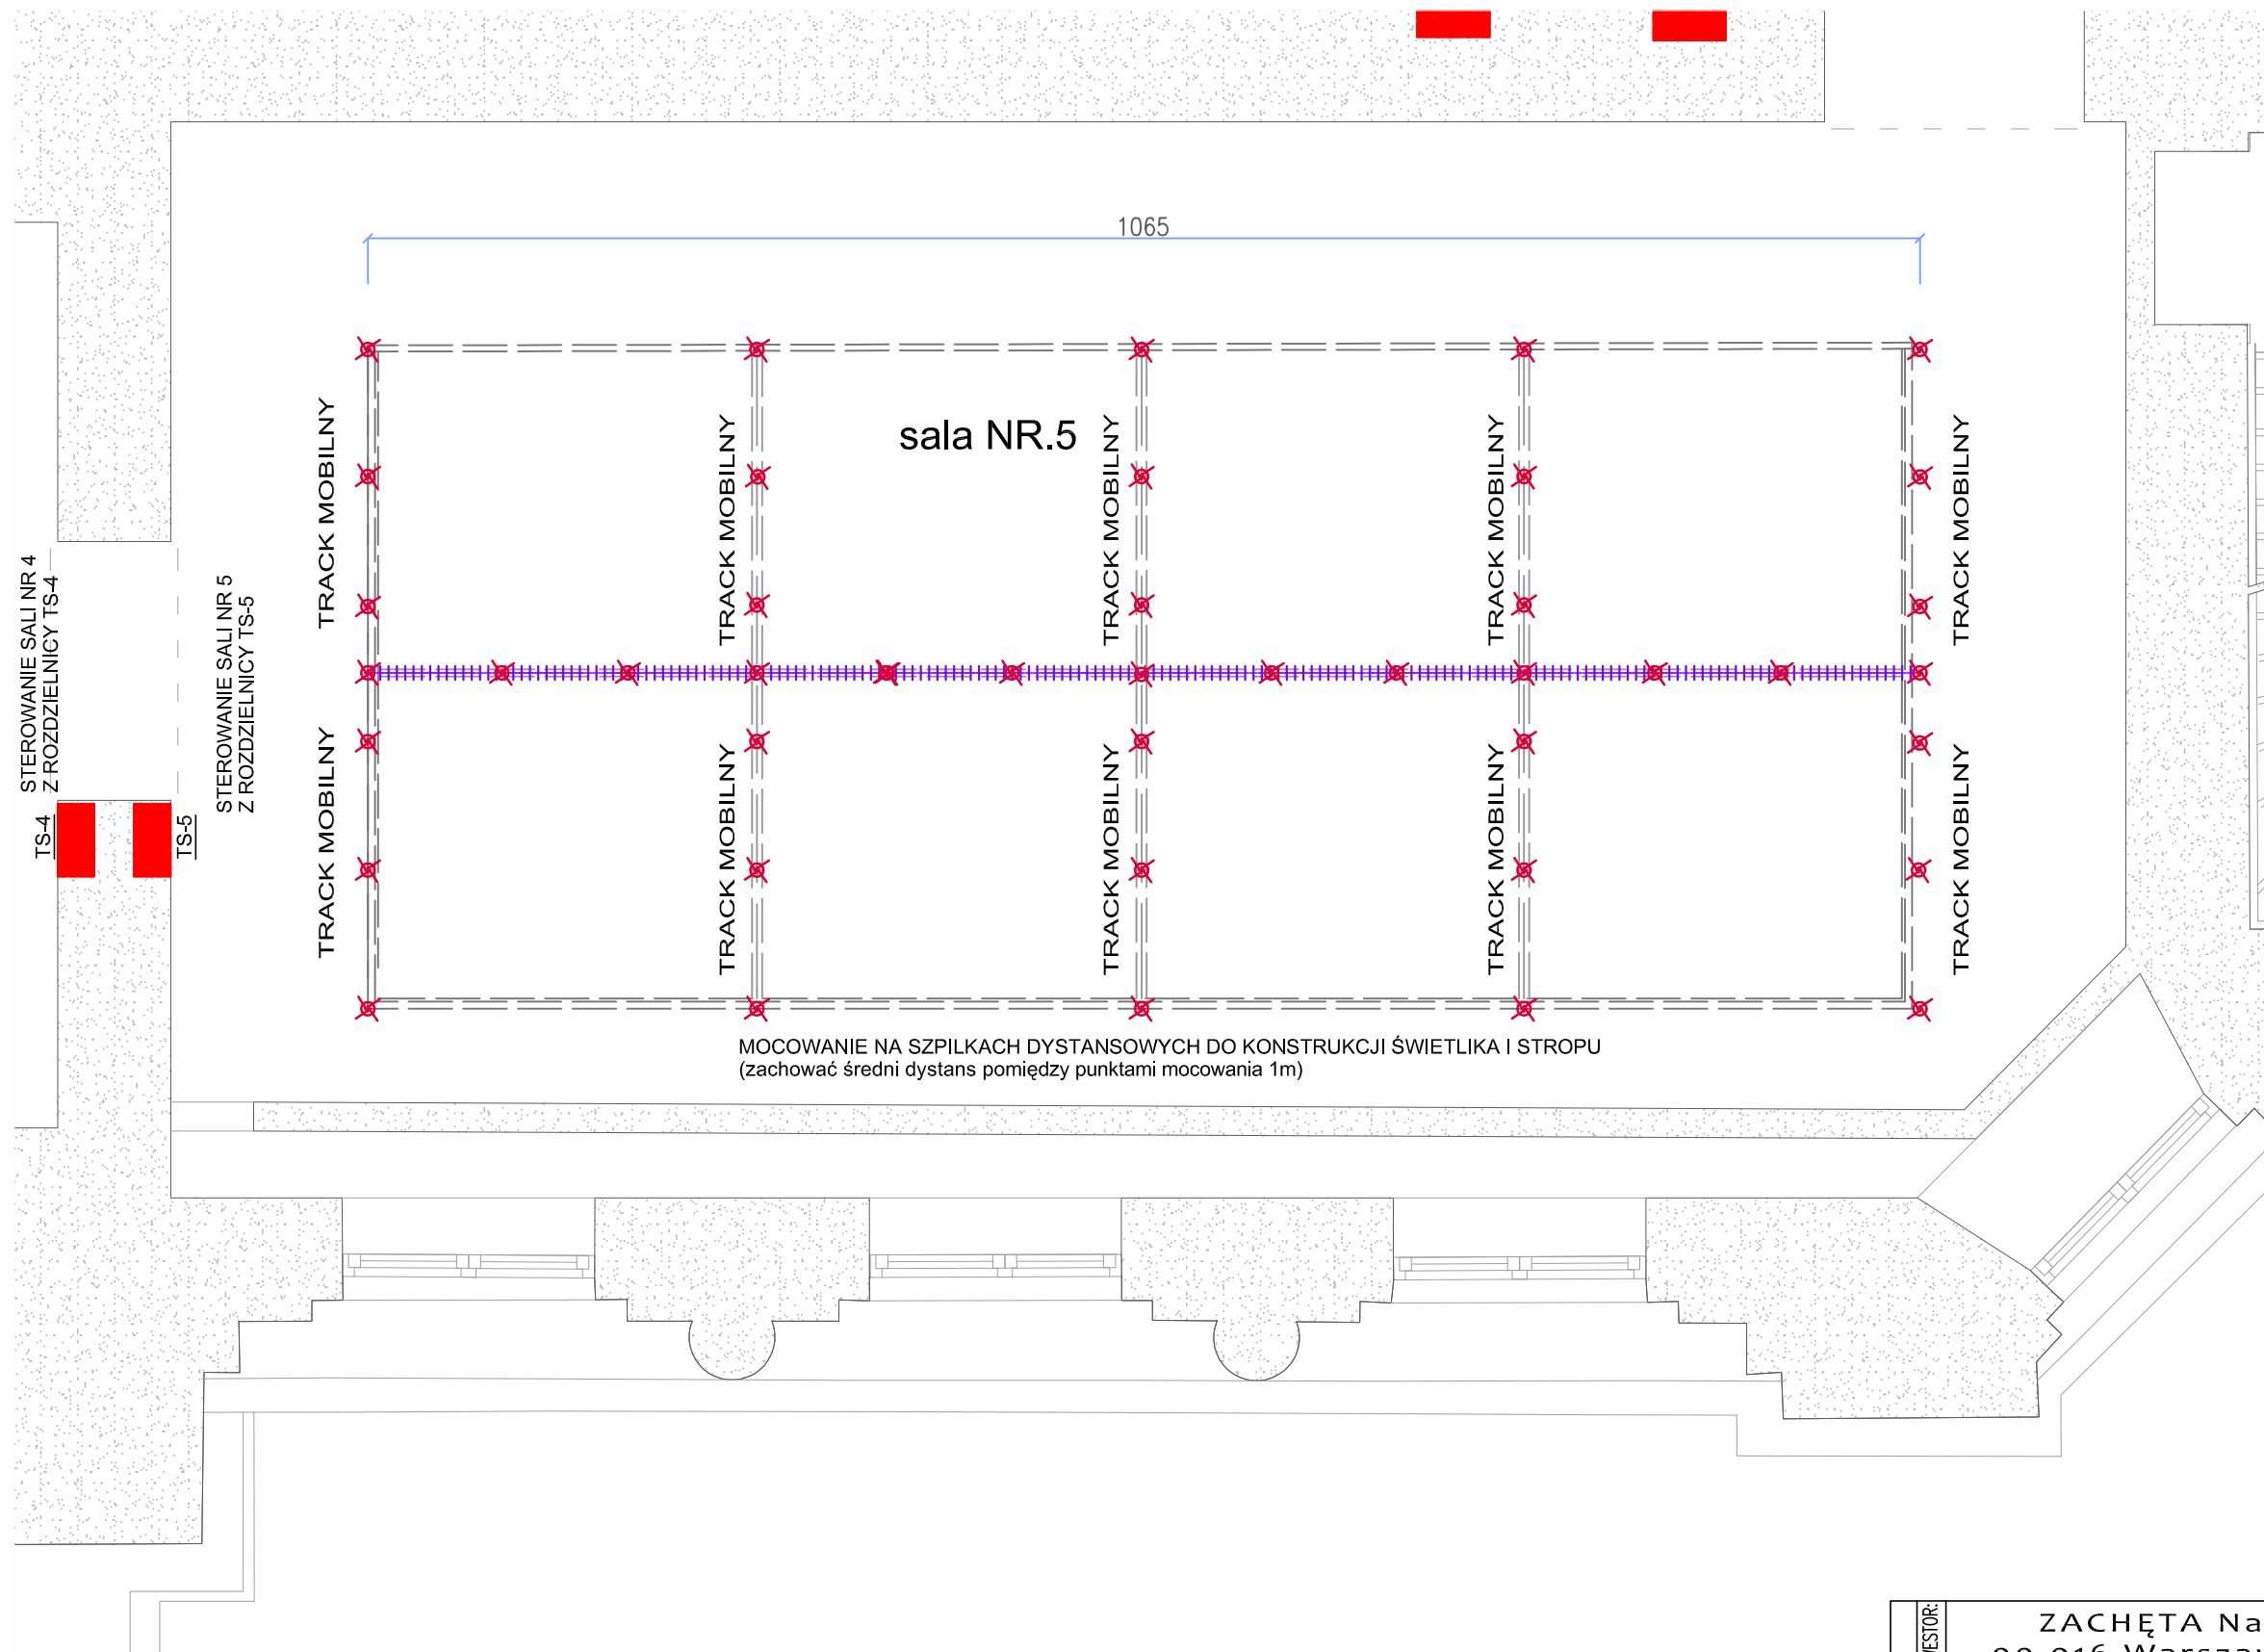 1065
sala NR.5
TRACK MOBILNY
TRACK MOBILNY
TRACK MOBILNY
TRACK MOBILNY
TRACK MOBILNY
STEROWANIE SALI NR 4
Z ROZDZIELNICY TS-4
STEROWANIE SALI NR 5
Z ROZDZIELNICY TS-5
TRACK MOBILNY
TRACK MOBILNY
TRACK MOBILNY
TRACK MOBILNY
TRACK MOBILNY
TS-4
TS-5
MOCOWANIE NA SZPILKACH DYSTANSOWYCH DO KONSTRUKCJI ŚWIETLIKA I STROPU
(zachować średni dystans pomiędzy punktami mocowania 1m)
ZACHĘTA Na